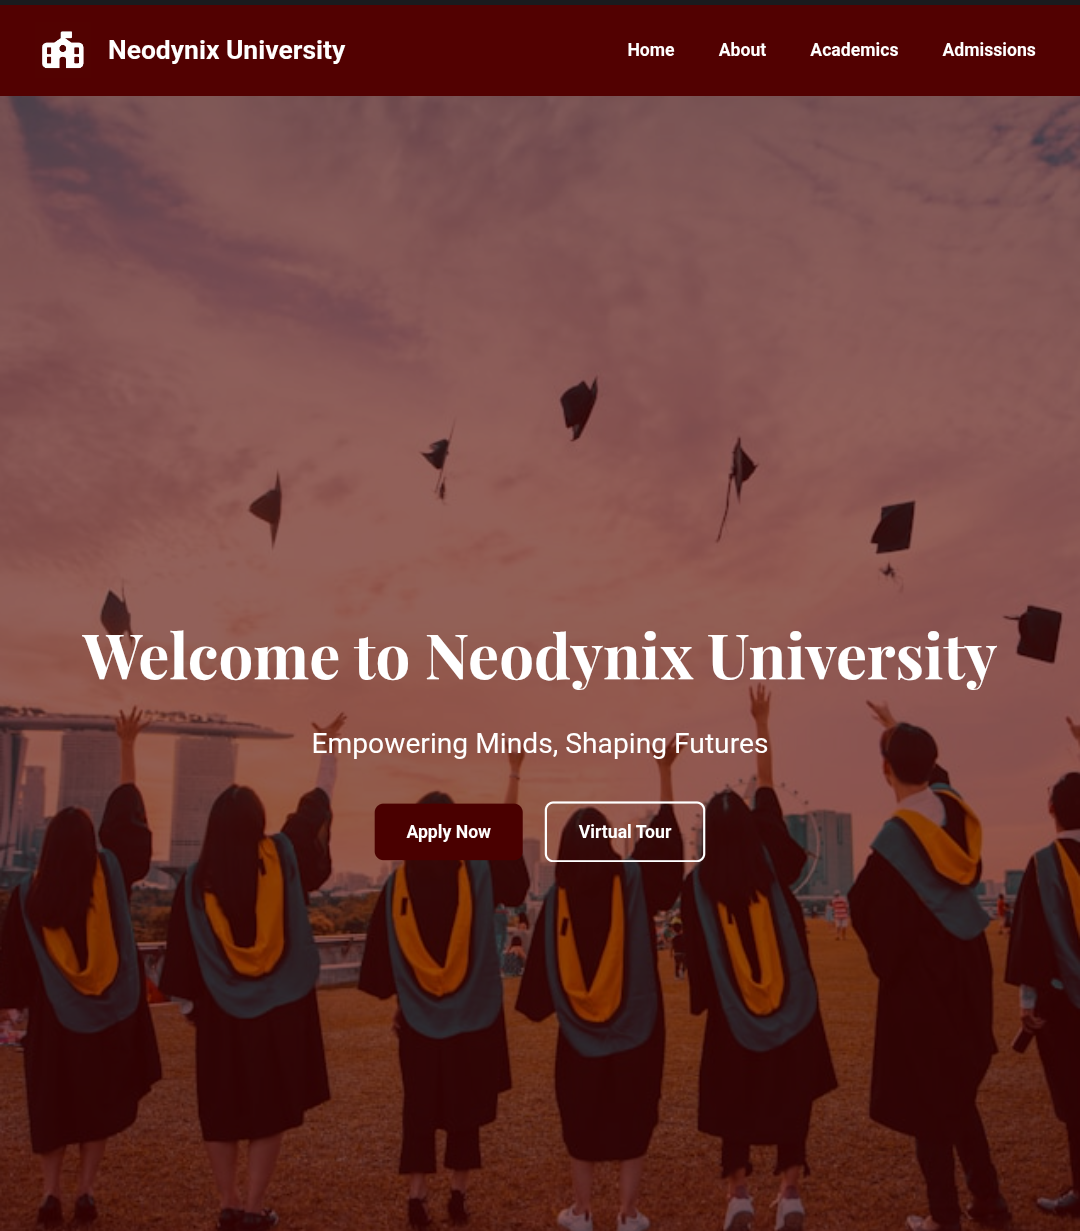 Neodynix University
Home About Academics Admissions
Welcome to Neodynix University
Empowering Minds, Shaping Futures
Apply Now Virtual Tour